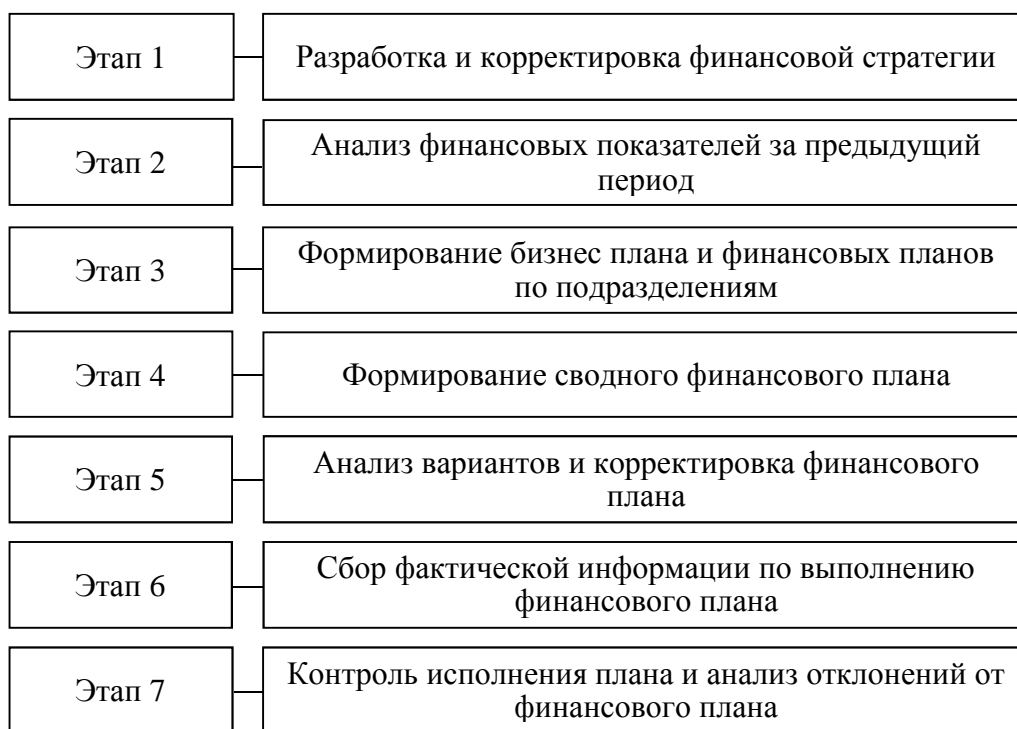 Этап 1
Разработка и корректировка финансовой стратегии
Этап 2
Анализ финансовых показателей за предыдущий
период
Этап 3
Формирование бизнес плана и финансовых планов
по подразделениям
Этап 4
Формирование сводного финансового плана
Этап 5
Анализ вариантов и корректировка финансового
плана
Этап 6
Сбор фактической информации по выполнению
финансового плана
Этап 7
Контроль исполнения плана и анализ отклонений от
финансового плана